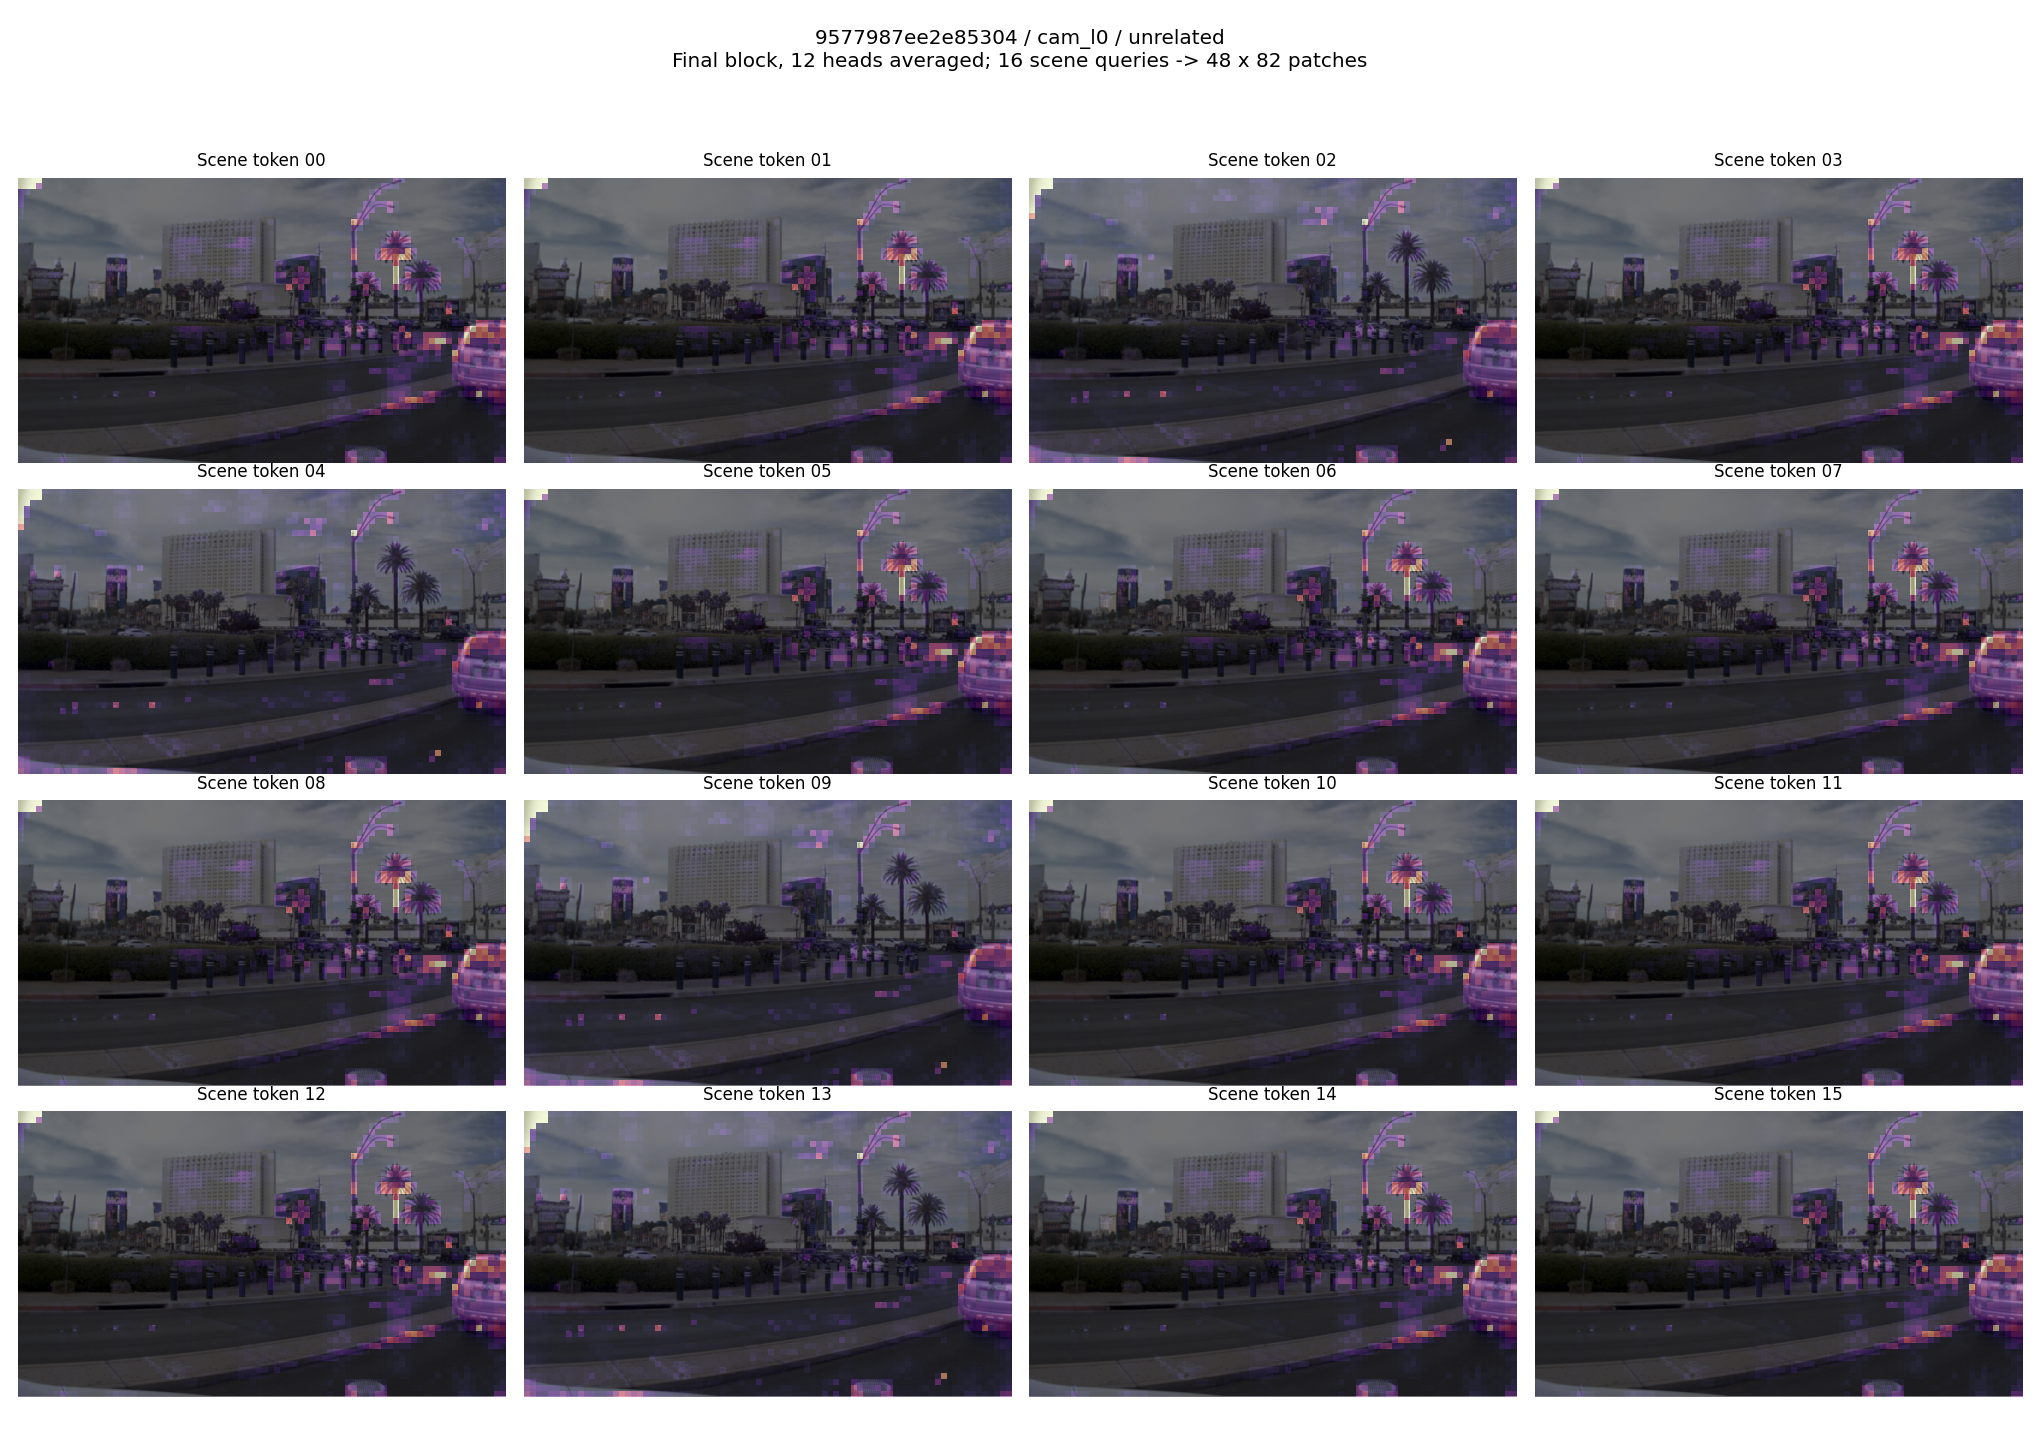 9577987ee2e85304 / cam_l0 / unrelated
Final block, 12 heads averaged; 16 scene queries -> 48 x 82 patches
Scene token 00
Scene token 01
Scene token 02
Scene token 03
Scene token 04
Scene token 05
Scene token 06
Scene token 07
Scene token 08
Scene token 09
Scene token 10
Scene token 11
Scene token 12
Scene token 13
Scene token 14
Scene token 15